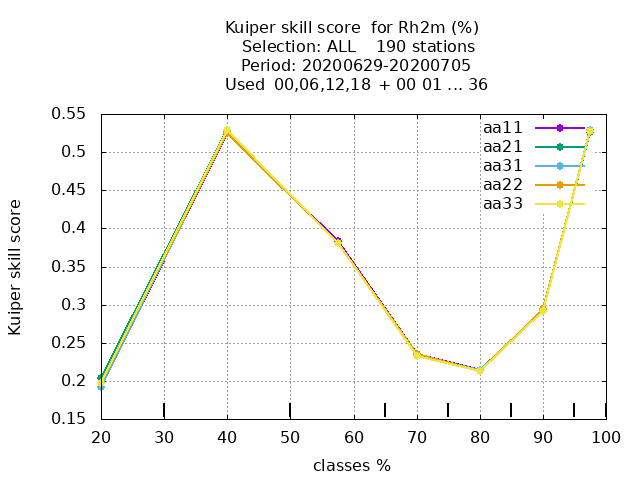 Kuiper skill score  for Rh2m (%)
Selection: ALL    190 stations
Period: 20200629-20200705
Used  00,06,12,18 + 00 01 ... 36
0.55
0.5
0.45
0.4
0.35
0.3
0.25
0.2
0.15
Kuiper skill score
aa11
aa21
aa31
aa22
aa33
20 30 40 50 60 70 80 90 100
classes %